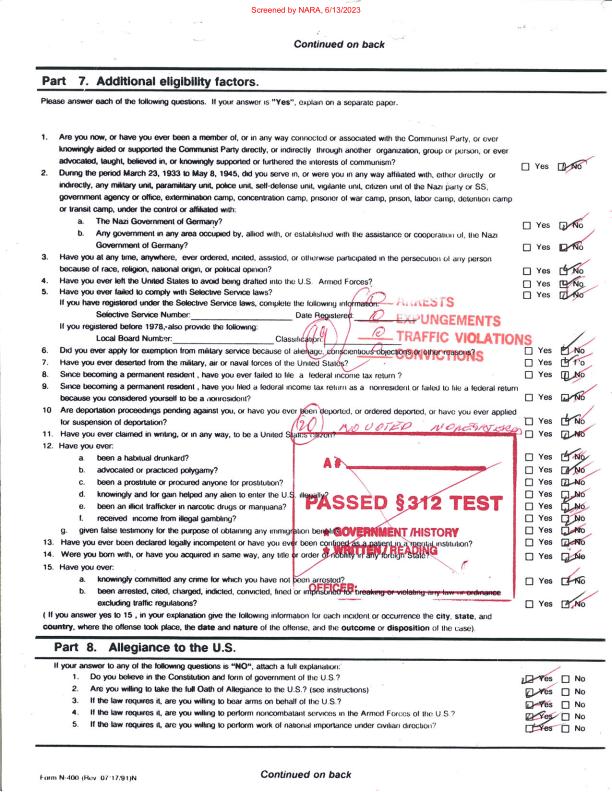 Screened by NARA, 6/13/2023
Continued on back
Part 7. Additional eligibility factors.
Please answer each of the following questions. If your answer is "Yes", explain on a separate paper.
1. Are you now, or have you ever been a member of, or in any way connected or associated with the Communist Party, or ever
knowingly aided or supported the Communist Party directly, or indirectly through another organization, group or person, or ever
advocated, taught, believed in, or knowingly supported or furthered the interests of communism? Yes No
2. During the period March 23, 1933 to May 8, 1945, did you serve in, or were you in any way affiliated with, either directly or
indirectly, any military unit, paramilitary unit, police unit, self-defense unit, vigilante unit, citizen unit of the Nazi party or SS,
government agency or office, extermination camp, concentration camp, prisoner of war camp, prison, labor camp, detention camp
or transit camp, under the control or affiliated with:
a. The Nazi Government of Germany? Yes No
b. Any government in any area occupied by, allied with, or established with the assistance or cooperation of, the Nazi
Government of Germany? Yes No
3. Have you at any time, anywhere, ever ordered, incited, assisted, or otherwise participated in the persecution of any person
because of race, religion, national origin, or political opinion? Yes No
4. Have you ever left the United States to avoid being drafted into the U.S. Armed Forces? Yes No
5. Have you ever failed to comply with Selective Service laws? Yes No
If you have registered under the Selective Service laws, complete the following information:
ARRESTS
Selective Service Number: Date Registered:
EXPUNGEMENTS
If you registered before 1978, also provide the following:
Local Board Number: Classification:
TRAFFIC VIOLATIONS
6. Did you ever apply for exemption from military service because of alienage, conscientious objections or other reasons? Yes No
CONVICTIONS
7. Have you ever deserted from the military, air or naval forces of the United States? Yes No
8. Since becoming a permanent resident , have you ever failed to file a federal income tax return ? Yes No
9. Since becoming a permanent resident , have you filed a federal income tax return as a nonresident or failed to file a federal return
because you considered yourself to be a nonresident? Yes No
10 Are deportation proceedings pending against you, or have you ever been deported, or ordered deported, or have you ever applied
for suspension of deportation? Yes No
20 NO VOTED
11. Have you ever claimed in writing, or in any way, to be a United States citizen? Yes No
12. Have you ever:
a. been a habitual drunkard? Yes No
A#
b. advocated or practiced polygamy? Yes No
c. been a prostitute or procured anyone for prostitution? Yes No
d. knowingly and for gain helped any alien to enter the U.S. illegally? Yes No
PASSED §312 TEST
e. been an illicit trafficker in narcotic drugs or marijuana? Yes No
f. received income from illegal gambling? Yes No
g. given false testimony for the purpose of obtaining any immigration benefit? Yes No
★ GOVERNMENT/HISTORY
13. Have you ever been declared legally incompetent or have you ever been confined as a patient in a mental institution? Yes No
★ WRITTEN/READING
14. Were you born with, or have you acquired in same way, any title or order of nobility in any foreign State? Yes No
15. Have you ever:
a. knowingly committed any crime for which you have not been arrested? Yes No
OFFICER:
b. been arrested, cited, charged, indicted, convicted, fined or imprisoned for breaking or violating any law or ordinance
excluding traffic regulations? Yes No
( If you answer yes to 15 , in your explanation give the following information for each incident or occurrence the city, state, and
country, where the offense took place, the date and nature of the offense, and the outcome or disposition of the case).
Part 8. Allegiance to the U.S.
If your answer to any of the following questions is "NO", attach a full explanation:
1. Do you believe in the Constitution and form of government of the U.S.? Yes No
2. Are you willing to take the full Oath of Allegiance to the U.S.? (see instructions) Yes No
3. If the law requires it, are you willing to bear arms on behalf of the U.S.? Yes No
4. If the law requires it, are you willing to perform noncombatant services in the Armed Forces of the U.S.? Yes No
5. If the law requires it, are you willing to perform work of national importance under civilian direction? Yes No
Form N-400 (Rev. 07/17/91)N
Continued on back